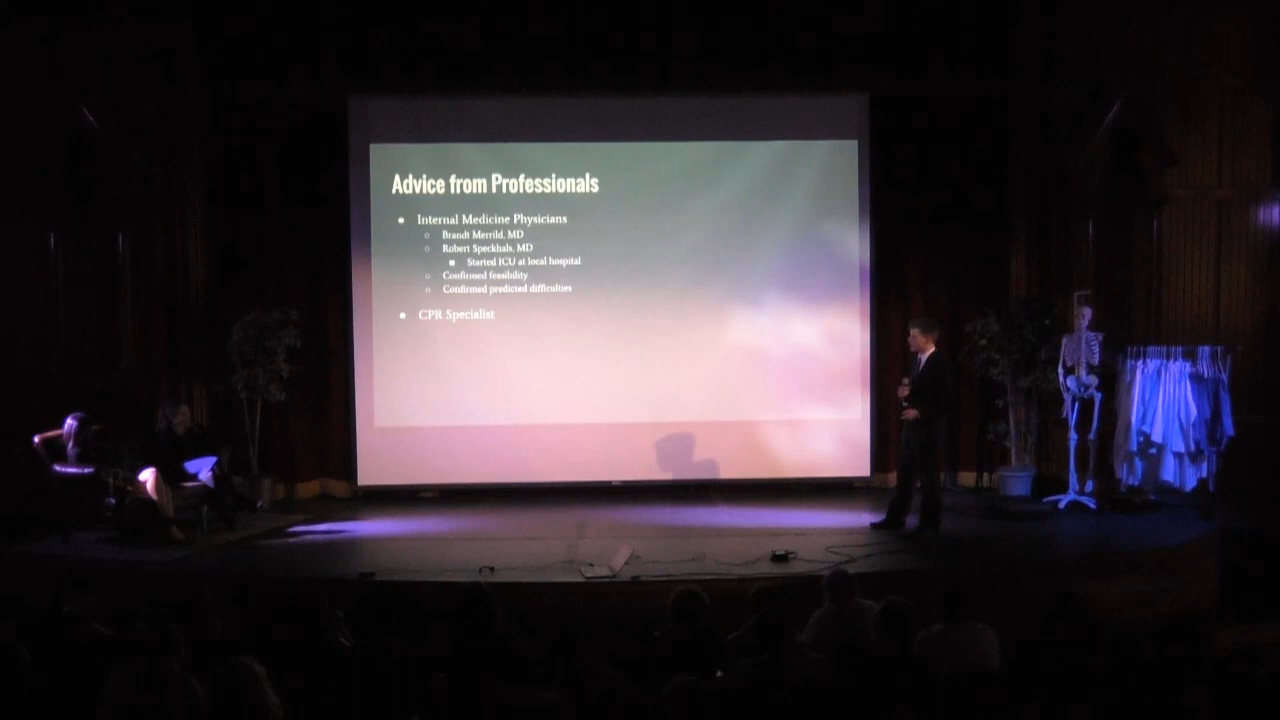 Advice from Professionals
Internal Medicine Physicians
Brandt Merrild, MD
Robert Speckhals, MD
Started ICU at local hospital
Confirmed feasibility
Confirmed predicted difficulties
CPR Specialist